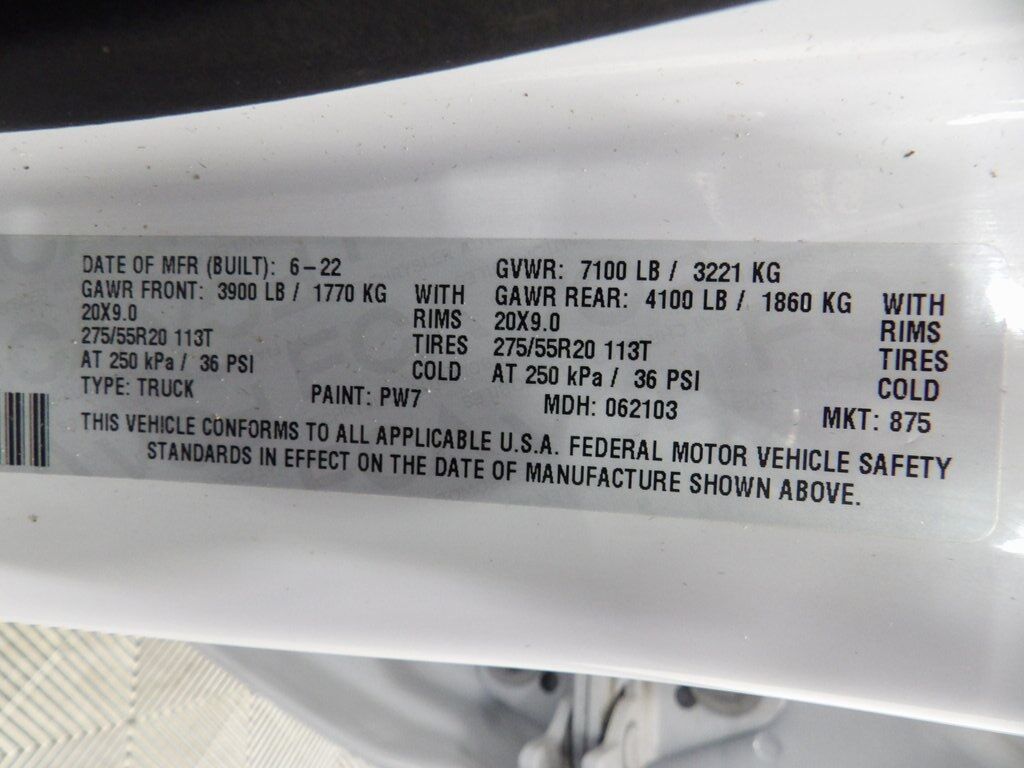 DATE OF MFR (BUILT): 6-22 GVWR: 7100 LB / 3221 KG
GAWR FRONT: 3900 LB / 1770 KG WITH GAWR REAR: 4100 LB / 1860 KG WITH
20X9.0 RIMS 20X9.0 RIMS
275/55R20 113T TIRES 275/55R20 113T TIRES
AT 250 kPa / 36 PSI COLD AT 250 kPa / 36 PSI COLD
TYPE: TRUCK PAINT: PW7 MDH: 062103 MKT: 875
THIS VEHICLE CONFORMS TO ALL APPLICABLE U.S.A. FEDERAL MOTOR VEHICLE SAFETY
STANDARDS IN EFFECT ON THE DATE OF MANUFACTURE SHOWN ABOVE.